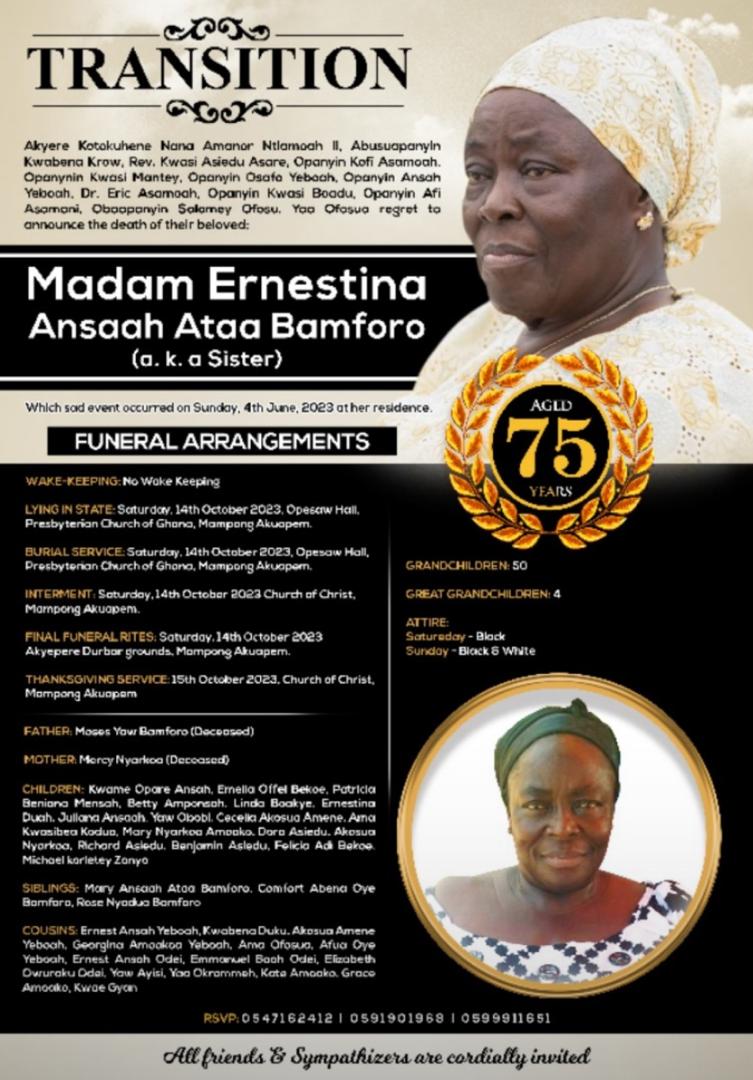 TRANSITION
Akyere Kotokuhene Nana Amanor Ntiamoah II, Abusuapanyin
Kwabena Krow, Rev. Kwasi Asiedu Asare, Opanyin Kofi Asamoah.
Opanynin Kwasi Mantey, Opanyin Osafo Yeboah, Opanyin Ansah
Yeboah, Dr. Eric Asamoah, Opanyin Kwasi Boadu, Opanyin Afi
Asamani, Obaapanyin Salomey Ofosu. Yaa Ofosua regret to
announce the death of their beloved:
Madam Ernestina
Ansaah Ataa Bamforo
(a. k. a Sister)
Which sad event occurred on Sunday, 4th June, 2023 at her residence.
AGED
75
YEARS
FUNERAL ARRANGEMENTS
WAKE-KEEPING: No Wake Keeping
LYING IN STATE: Saturday, 14th October 2023, Opesaw Hall,
Presbyterian Church of Ghana, Mampong Akuapem.
BURIAL SERVICE: Saturday, 14th October 2023, Opesaw Hall,
Presbyterian Church of Ghana, Mampong Akuapem.
INTERMENT: Saturday,14th October 2023 Church of Christ,
Mampong Akuapem.
FINAL FUNERAL RITES: Saturday,14th October 2023
Akyepere Durbar grounds, Mampong Akuapem.
THANKSGIVING SERVICE: 15th October 2023, Church of Christ,
Mampong Akuapem
GRANDCHILDREN: 50
GREAT GRANDCHILDREN: 4
ATTIRE:
Satureday - Black
Sunday - Black & White
FATHER: Moses Yaw Bamforo (Deceased)
MOTHER: Mercy Nyarkoa (Deceased)
CHILDREN: Kwame Opare Ansah, Emelia Offei Bekoe, Patricia
Beniana Mensah, Betty Amponsah. Linda Boakye. Ernestina
Duah. Juliana Ansaah. Yaw Obobi. Cecelia Akosua Amene. Ama
Kwasibea Kodua, Mary Nyarkoa Amoako. Dora Asiedu. Akosua
Nyarkoa, Richard Asiedu. Benjamin Asiedu, Felicia Adi Bekoe.
Michael korletey Zanyo
SIBLINGS: Mary Ansaah Ataa Bamforo. Comfort Abena Oye
Bamforo, Rose Nyadua Bamforo
COUSINS: Ernest Ansah Yeboah, Kwabena Duku. Akosua Amene
Yeboah, Georgina Amoakoa Yeboah, Ama Ofosua, Afua Oye
Yeboah, Ernest Ansah Odei, Emmanuel Baah Odei, Elizabeth
Owuraku Odei, Yaw Ayisi, Yaa Okrammeh, Kate Amoako. Grace
Amoako, Kwae Gyan
RSVP: 0547162412 | 0591901968 | 0599911651
All friends & Sympathizers are cordially invited